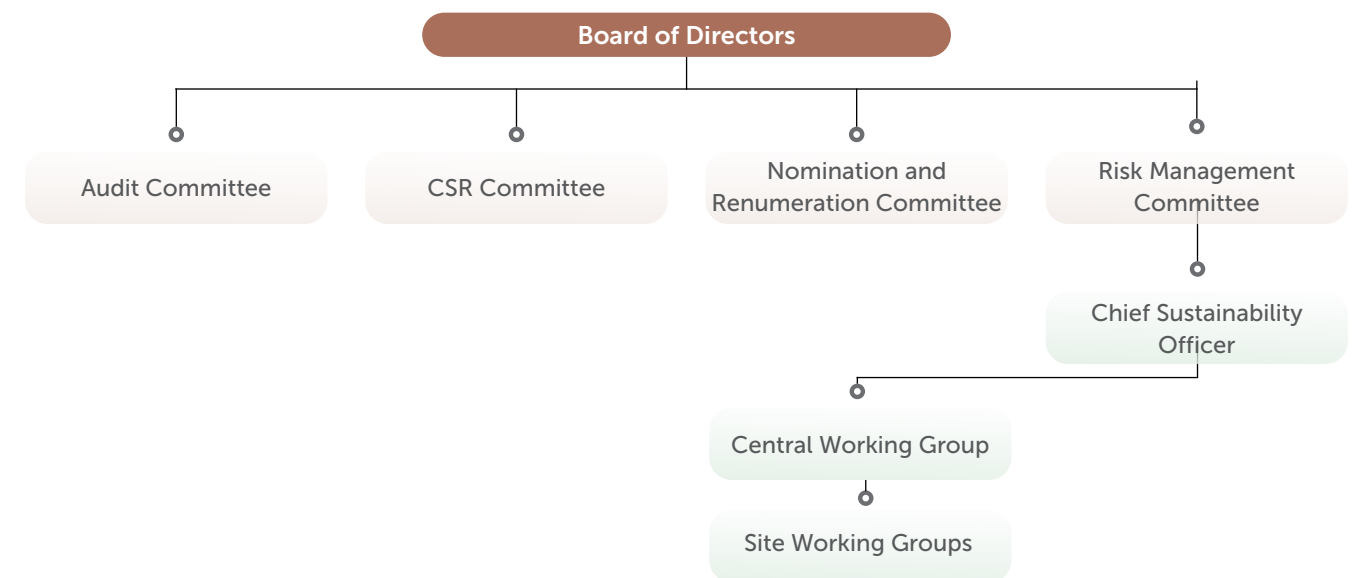 Board of Directors
Audit Committee
CSR Committee
Nomination and
Renumeration Committee
Risk Management
Committee
Chief Sustainability
Officer
Central Working Group
Site Working Groups